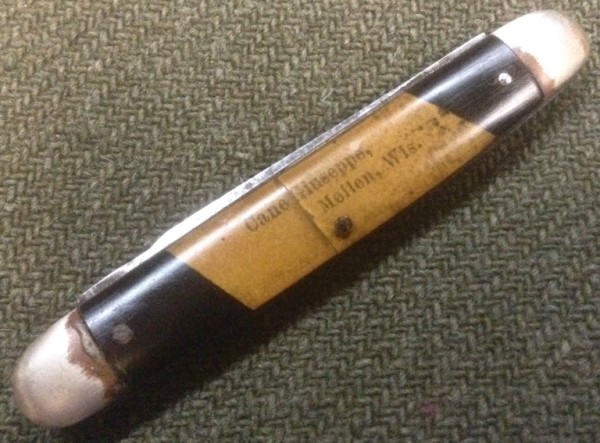 Cane Giuseppe,
Mellen, Wis.